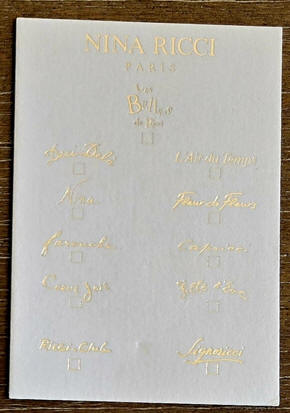 NINA RICCI
PARIS
Les
Belles
de Ricci
Deci Delà
L'Air du Temps
Nina
Fleur de Fleurs
farouche
Capricci
Coeur Joie
Ricci-Club
Signoricci